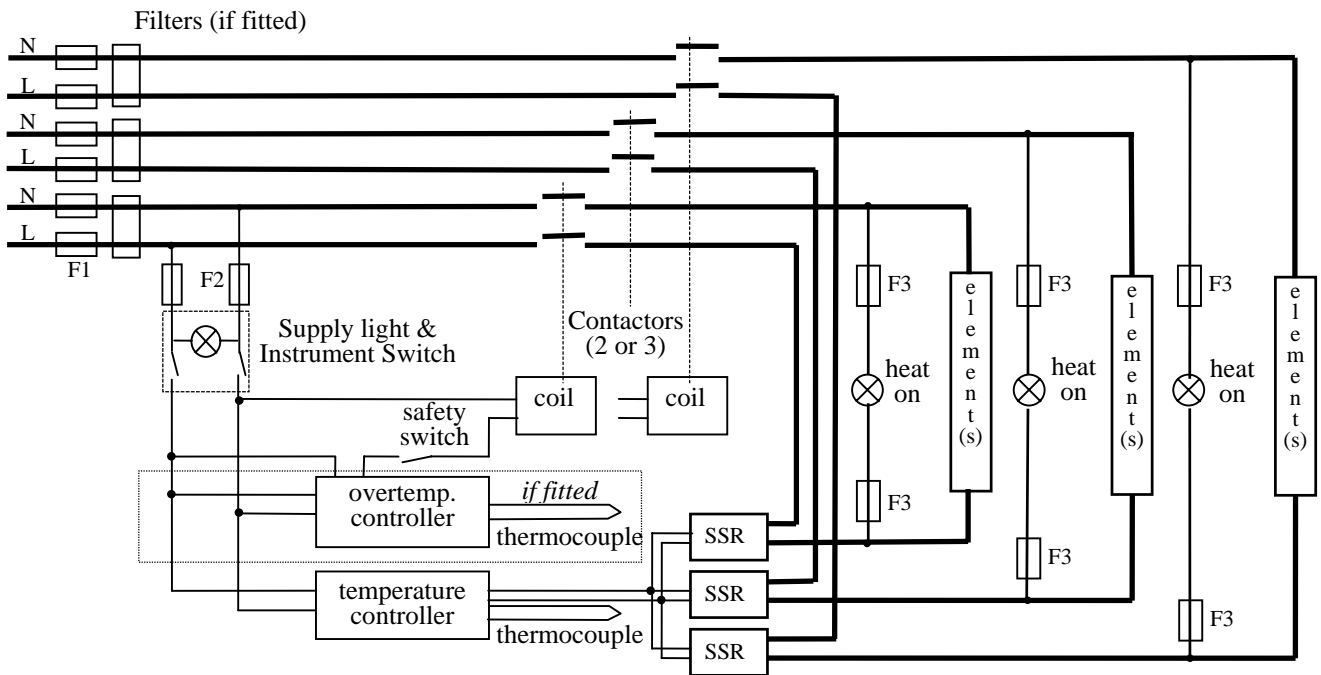 Filters (if fitted)
N
L
N
L
N
L
F1
F2
Supply light &
Instrument Switch
Contactors
(2 or 3)
coil
coil
safety
switch
overtemp.
controller
if fitted
thermocouple
temperature
controller
thermocouple
SSR
SSR
SSR
F3
heat
on
F3
element(s)
F3
heat
on
F3
element(s)
F3
heat
on
F3
element(s)